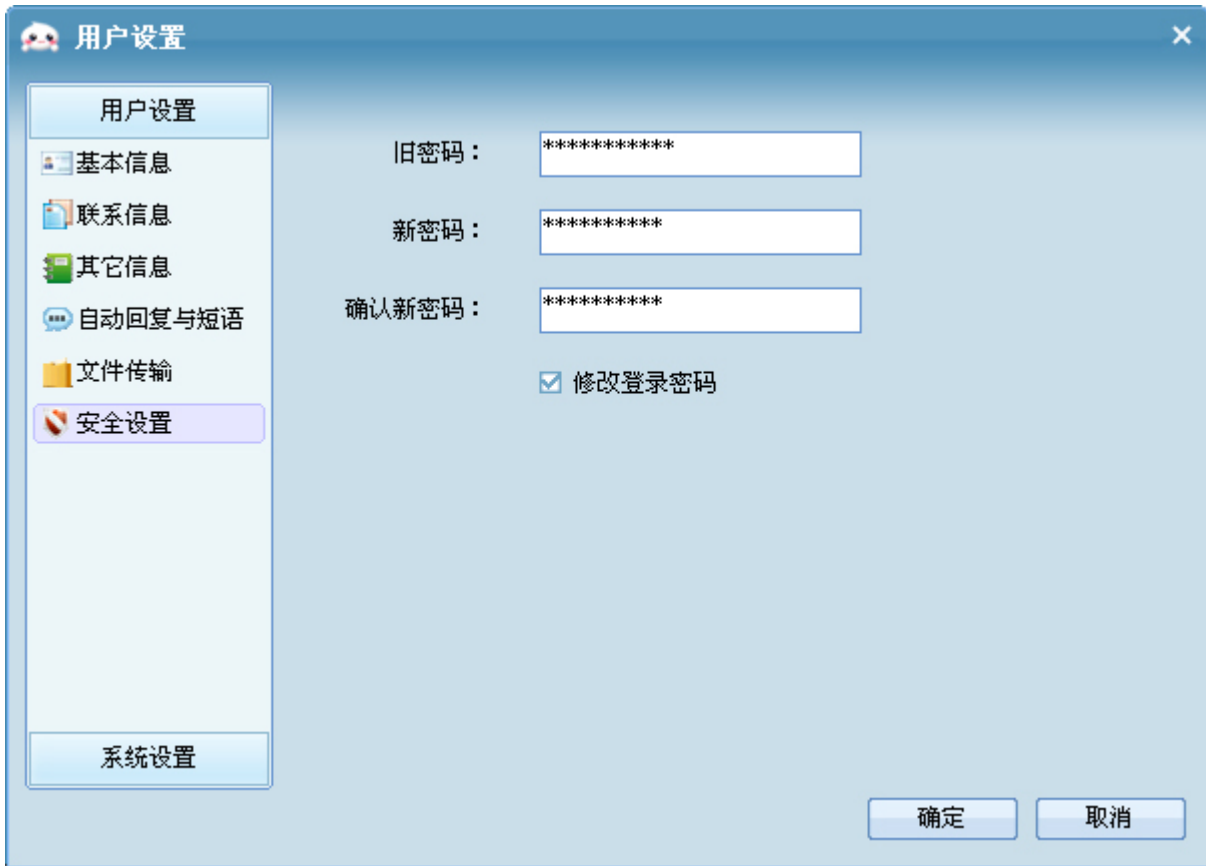 用户设置
用户设置
基本信息
联系信息
其它信息
自动回复与短语
文件传输
安全设置
系统设置
旧密码： ***********
新密码： **********
确认新密码： **********
修改登录密码
确定
取消